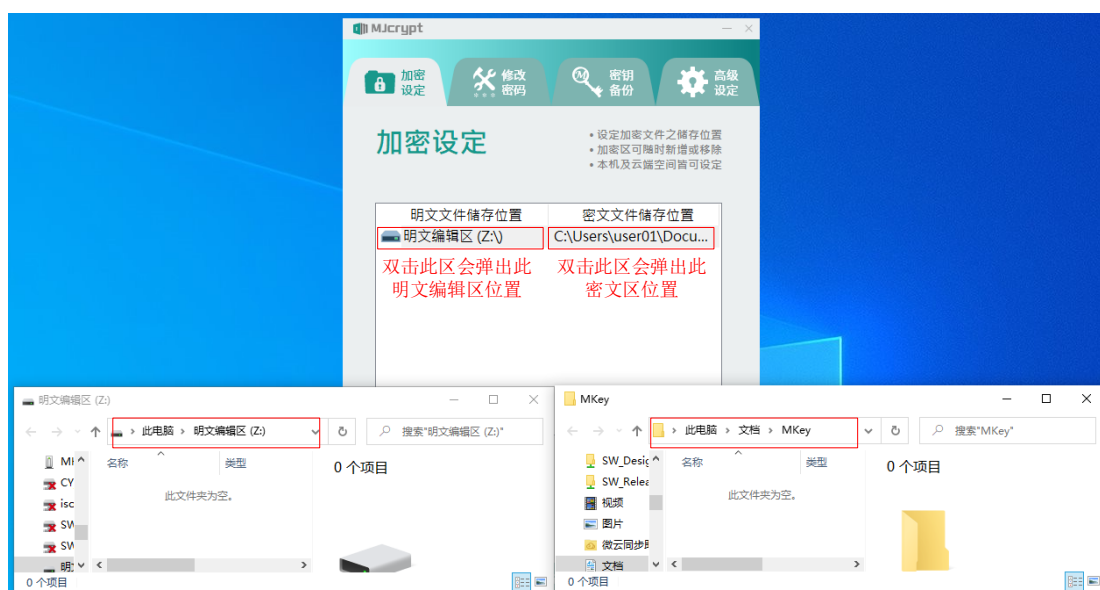 MJcrypt
加密
设定
修改
密码
密钥
备份
高级
设定
加密设定
•设定加密文件之储存位置
•加密区可随时新增或移除
•本机及云端空间皆可设定
明文文件储存位置 密文文件储存位置
明文编辑区 (Z:\) C:\Users\user01\Docu...
双击此区会弹出此
明文编辑区位置
双击此区会弹出此
密文区位置
明文编辑区 (Z:)
此电脑 › 明文编辑区 (Z:)
搜索"明文编辑区 (Z:)"
名称 类型
0 个项目
CY
isc
SW
SW
此文件夹为空。
0 个项目
MKey
此电脑 › 文档 › MKey
搜索"MKey"
SW_Desig
SW_Relea
视频
图片
微云同步
文档
名称 类型
0 个项目
此文件夹为空。
0 个项目